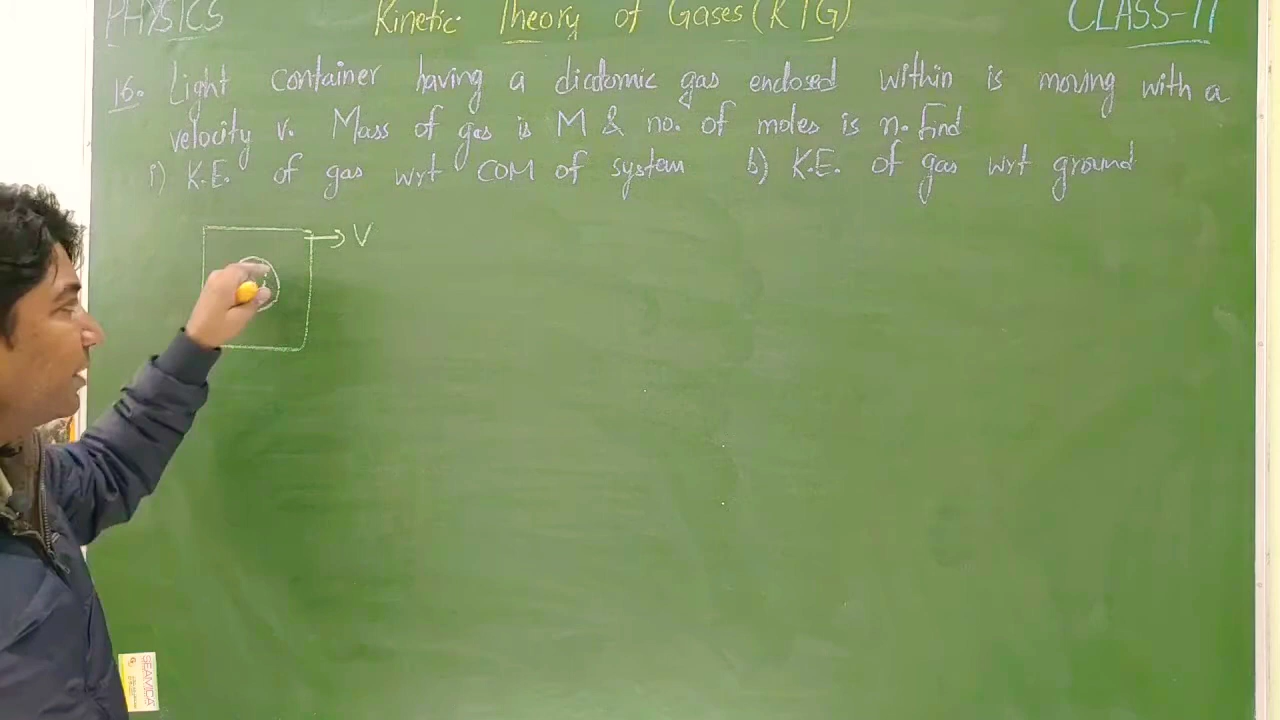 PHYSICS Kinetic Theory of Gases (KTG) CLASS-11
16. Light container having a diatomic gas enclosed within is moving with a
velocity v. Mass of gas is M & no. of moles is n. Find
i) K.E. of gas wrt COM of system b) K.E. of gas wrt ground
V
SEAMICA